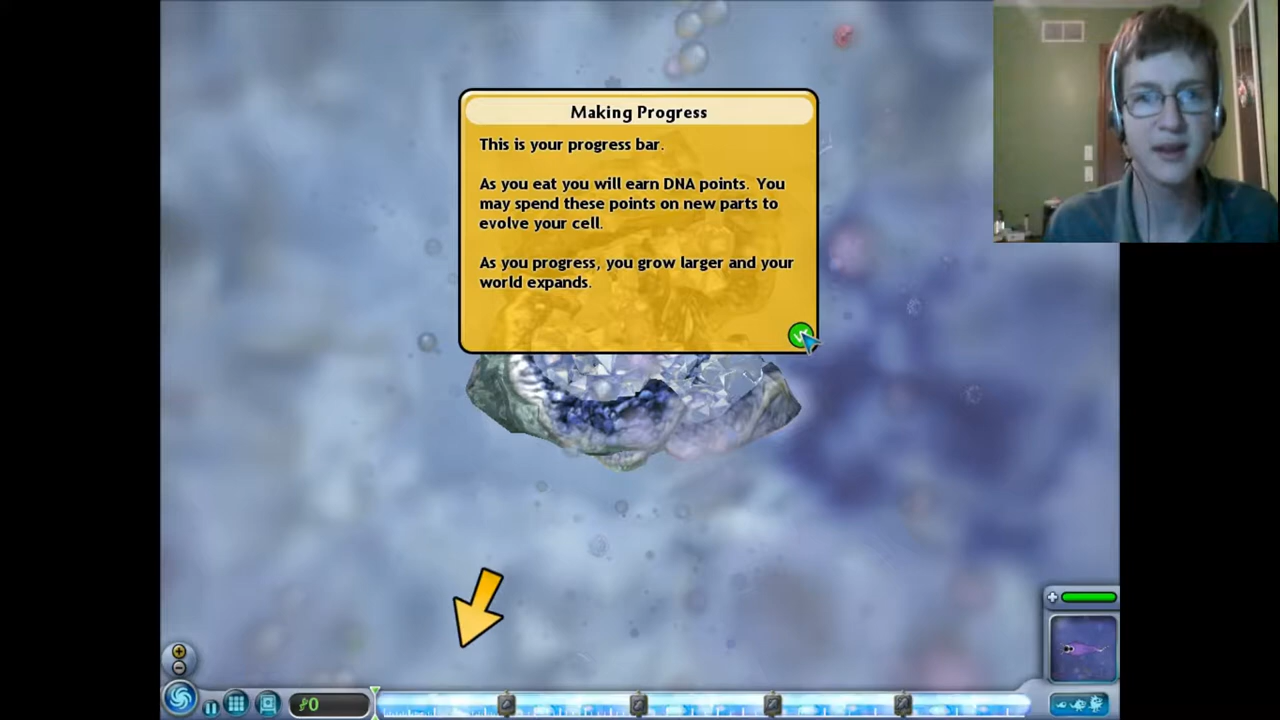 Making Progress
This is your progress bar.
As you eat you will earn DNA points. You
may spend these points on new parts to
evolve your cell.
As you progress, you grow larger and your
world expands.
0